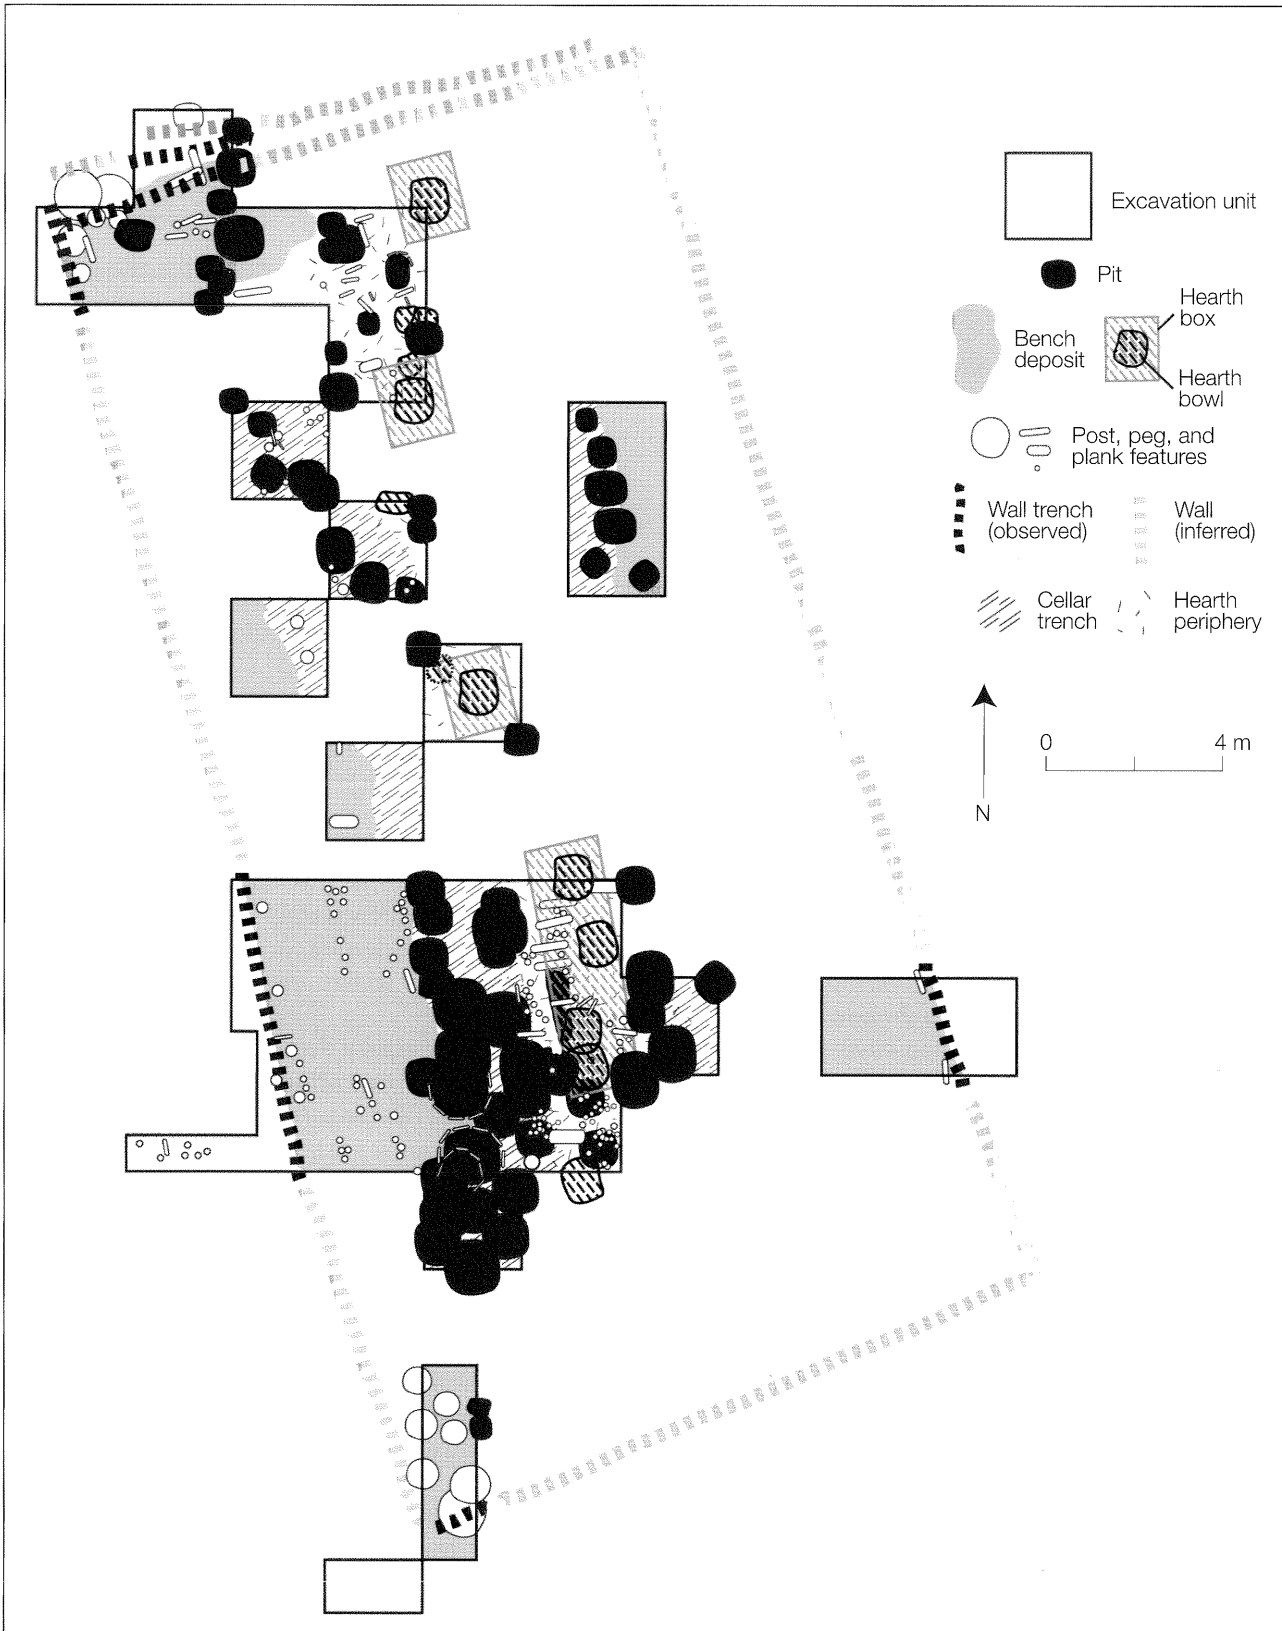 Excavation unit
Pit
Hearth
box
Bench
deposit
Hearth
bowl
Post, peg, and
plank features
Wall trench
(observed)
Wall
(inferred)
Cellar
trench
Hearth
periphery
0 4 m
N